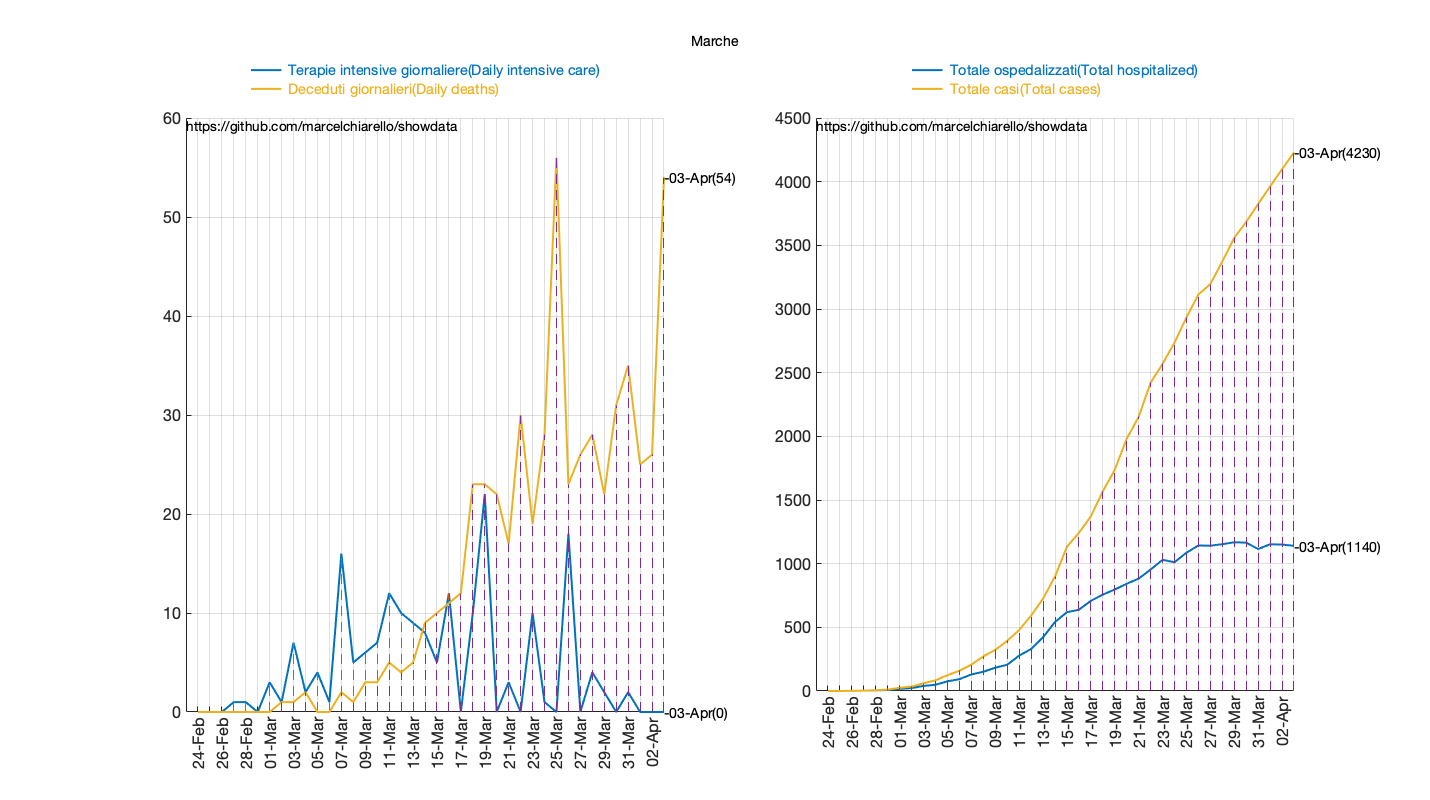 Marche
Terapie intensive giornaliere(Daily intensive care)
Deceduti giornalieri(Daily deaths)
https://github.com/marcelchiarello/showdata
60
50
40
30
20
10
0
-03-Apr(54)
-03-Apr(0)
24-Feb
26-Feb
28-Feb
01-Mar
03-Mar
05-Mar
07-Mar
09-Mar
11-Mar
13-Mar
15-Mar
17-Mar
19-Mar
21-Mar
23-Mar
25-Mar
27-Mar
29-Mar
31-Mar
02-Apr
Totale ospedalizzati(Total hospitalized)
Totale casi(Total cases)
https://github.com/marcelchiarello/showdata
4500
4000
3500
3000
2500
2000
1500
1000
500
0
-03-Apr(4230)
-03-Apr(1140)
24-Feb
26-Feb
28-Feb
01-Mar
03-Mar
05-Mar
07-Mar
09-Mar
11-Mar
13-Mar
15-Mar
17-Mar
19-Mar
21-Mar
23-Mar
25-Mar
27-Mar
29-Mar
31-Mar
02-Apr